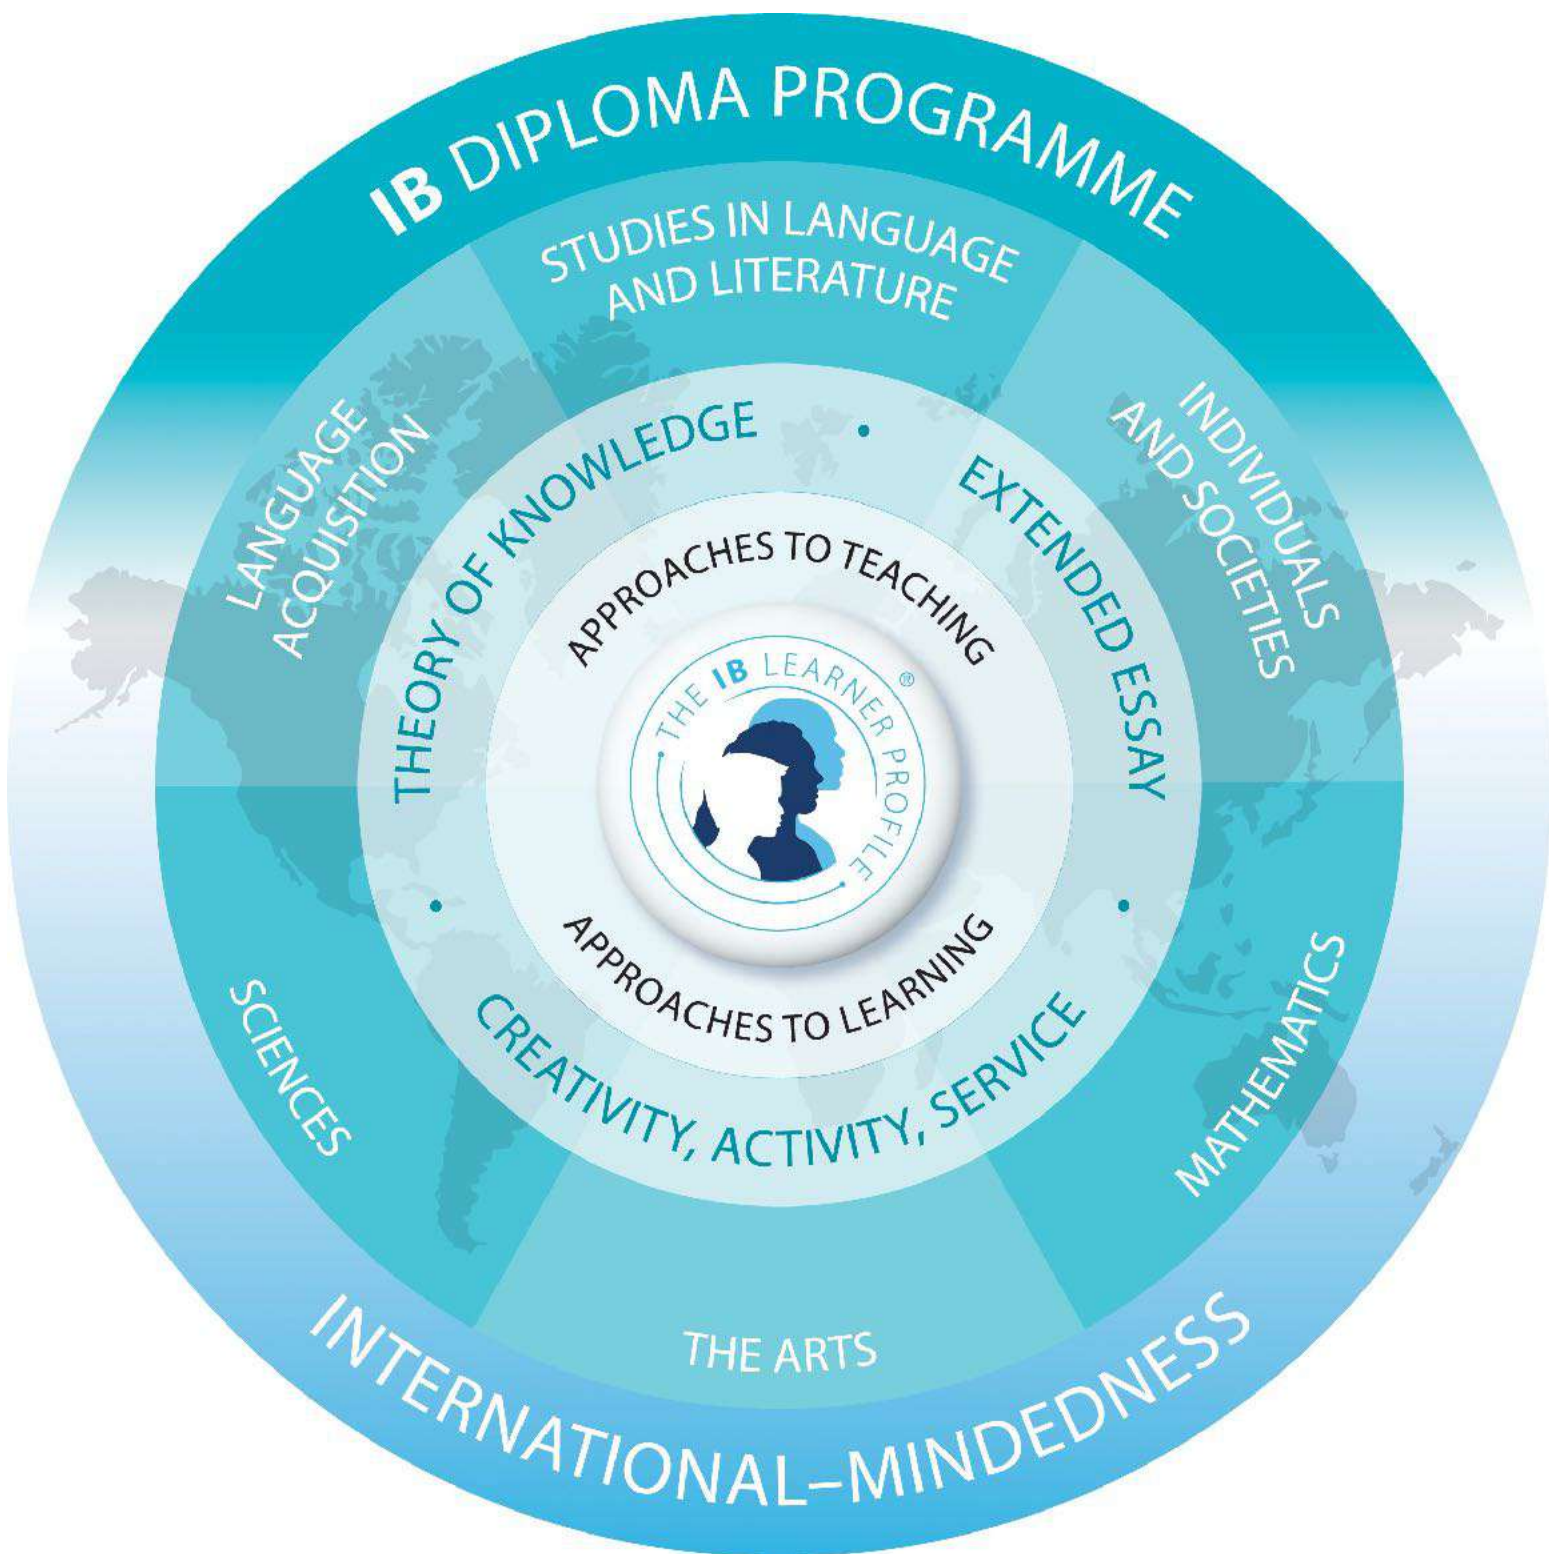 IB DIPLOMA PROGRAMME
STUDIES IN LANGUAGE
AND LITERATURE
LANGUAGE
ACQUISITION
INDIVIDUALS
AND SOCIETIES
THEORY OF KNOWLEDGE
•
EXTENDED ESSAY
APPROACHES TO TEACHING
• THE IB LEARNER PROFILE •
®
APPROACHES TO LEARNING
•
CREATIVITY, ACTIVITY, SERVICE
•
SCIENCES
MATHEMATICS
THE ARTS
INTERNATIONAL–MINDEDNESS